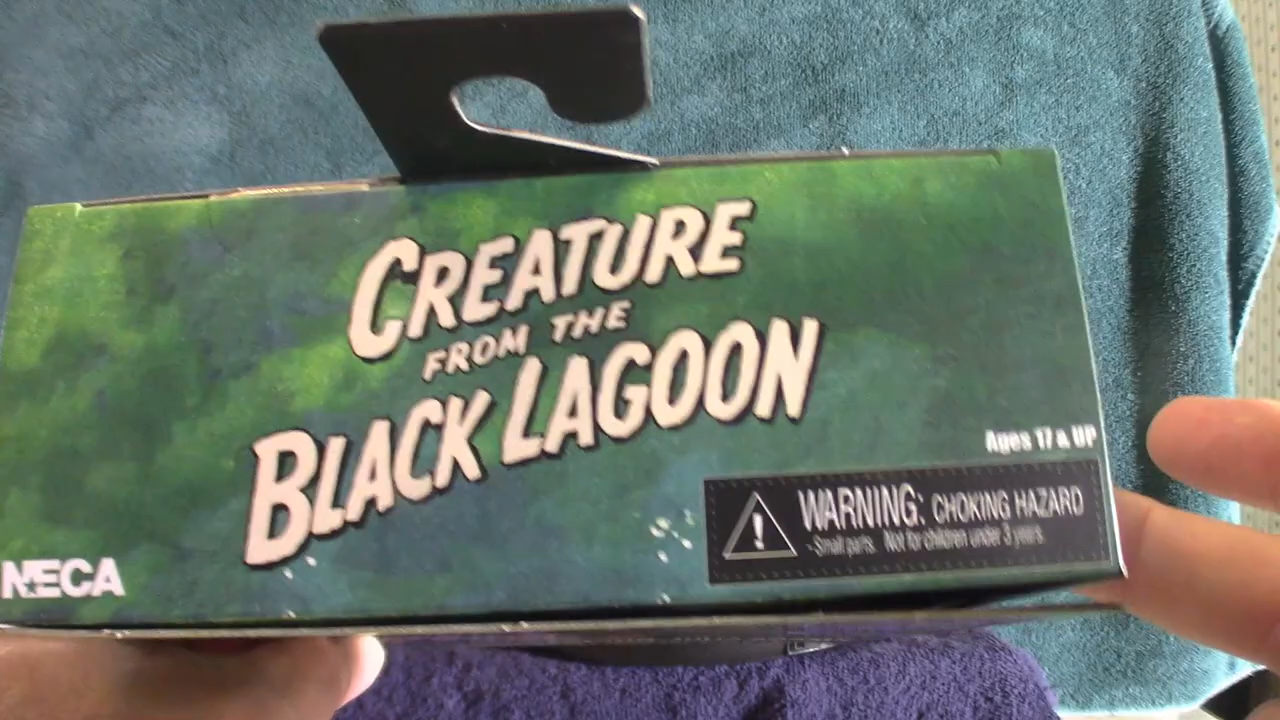 CREATURE
FROM THE
BLACK LAGOON
Ages 17 & UP
WARNING: CHOKING HAZARD
- Small parts. Not for children under 3 years.
NECA